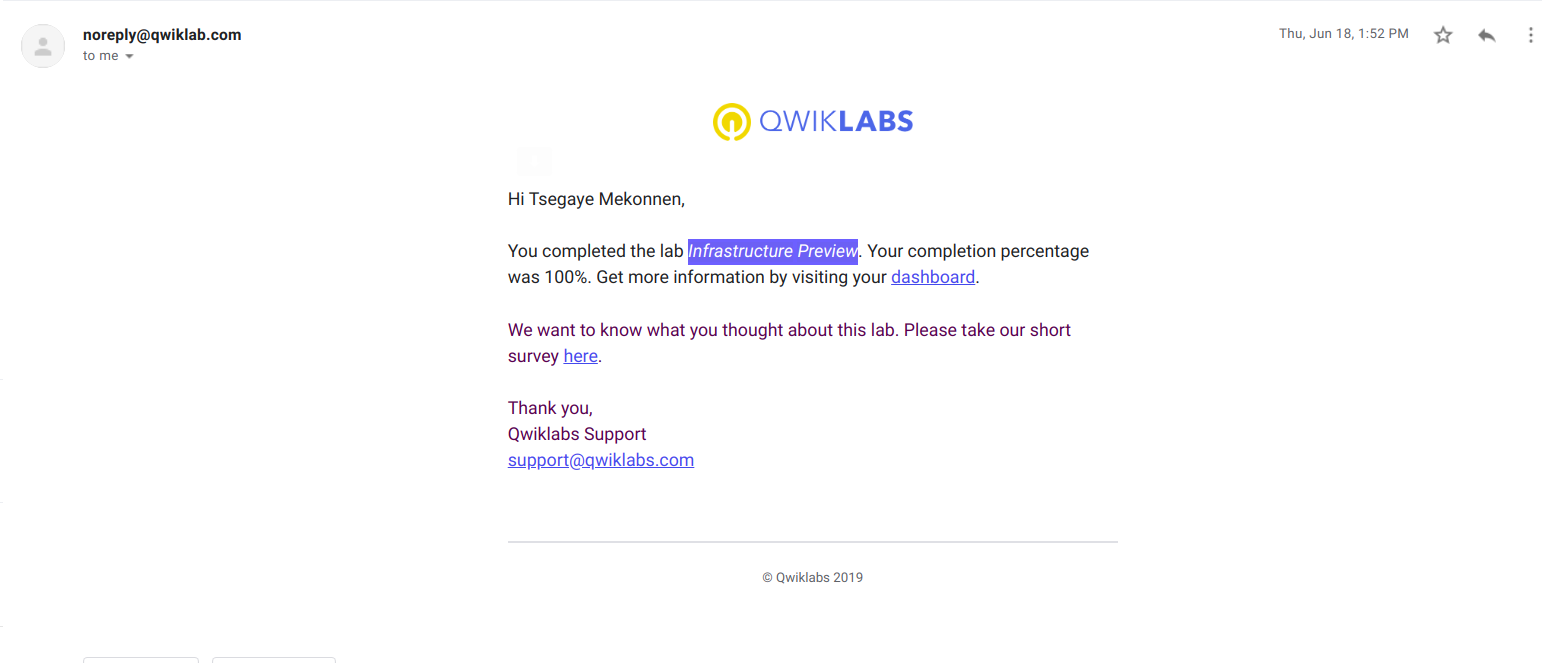 noreply@qwiklab.com
Thu, Jun 18, 1:52 PM
to me
QWIKLABS
Hi Tsegaye Mekonnen,
You completed the lab Infrastructure Preview. Your completion percentage
was 100%. Get more information by visiting your dashboard.
We want to know what you thought about this lab. Please take our short
survey here.
Thank you,
Qwiklabs Support
support@qwiklabs.com
© Qwiklabs 2019